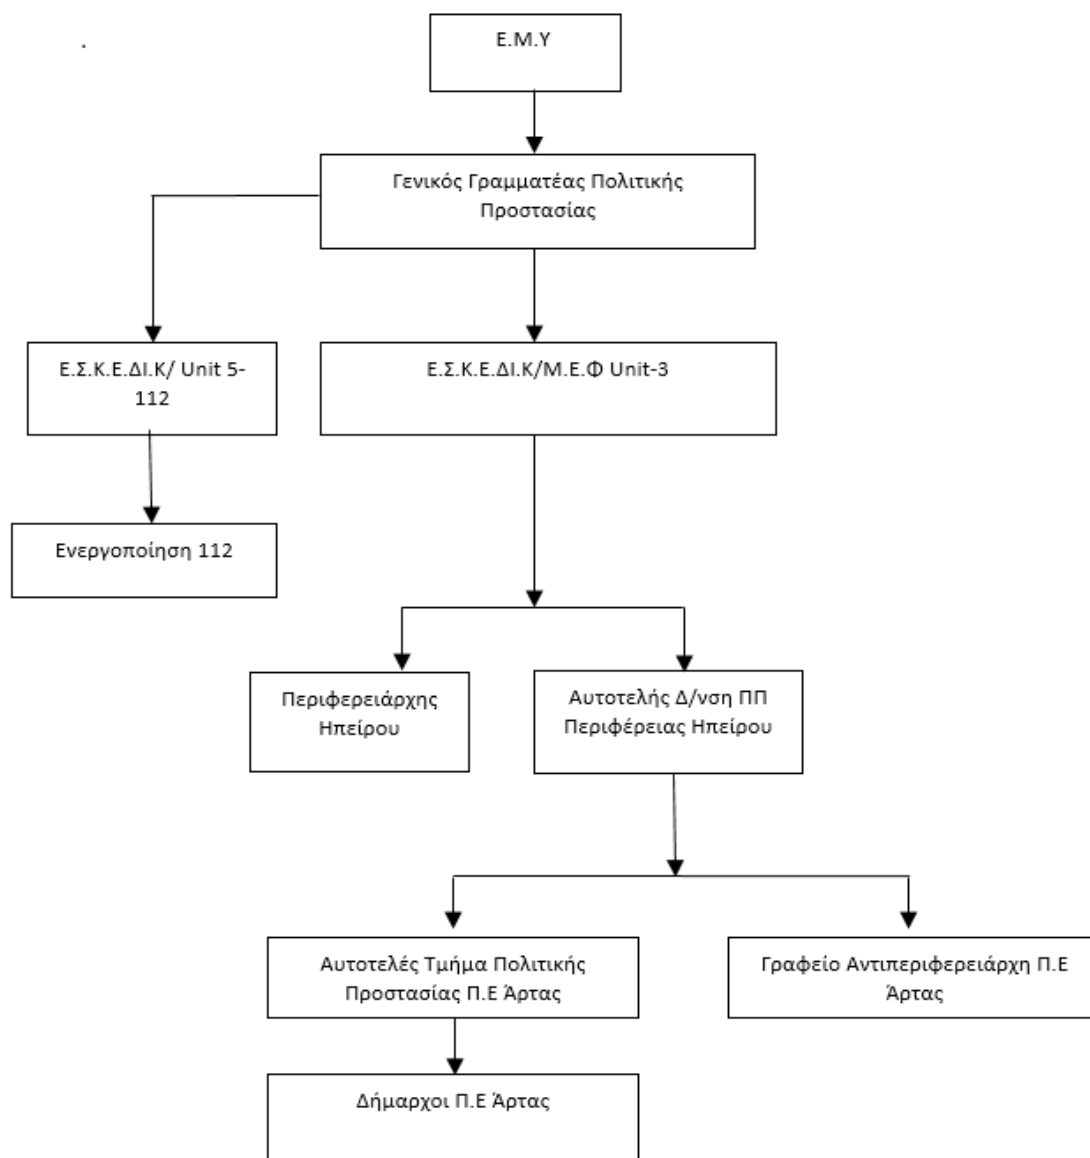 Ε.Μ.Υ
Γενικός Γραμματέας Πολιτικής
Προστασίας
Ε.Σ.Κ.Ε.ΔΙ.Κ/ Unit 5-
112
Ε.Σ.Κ.Ε.ΔΙ.Κ/Μ.Ε.Φ Unit-3
Ενεργοποίηση 112
Περιφερειάρχης
Ηπείρου
Αυτοτελής Δ/νση ΠΠ
Περιφέρειας Ηπείρου
Αυτοτελές Τμήμα Πολιτικής
Προστασίας Π.Ε Άρτας
Γραφείο Αντιπεριφερειάρχη Π.Ε
Άρτας
Δήμαρχοι Π.Ε Άρτας